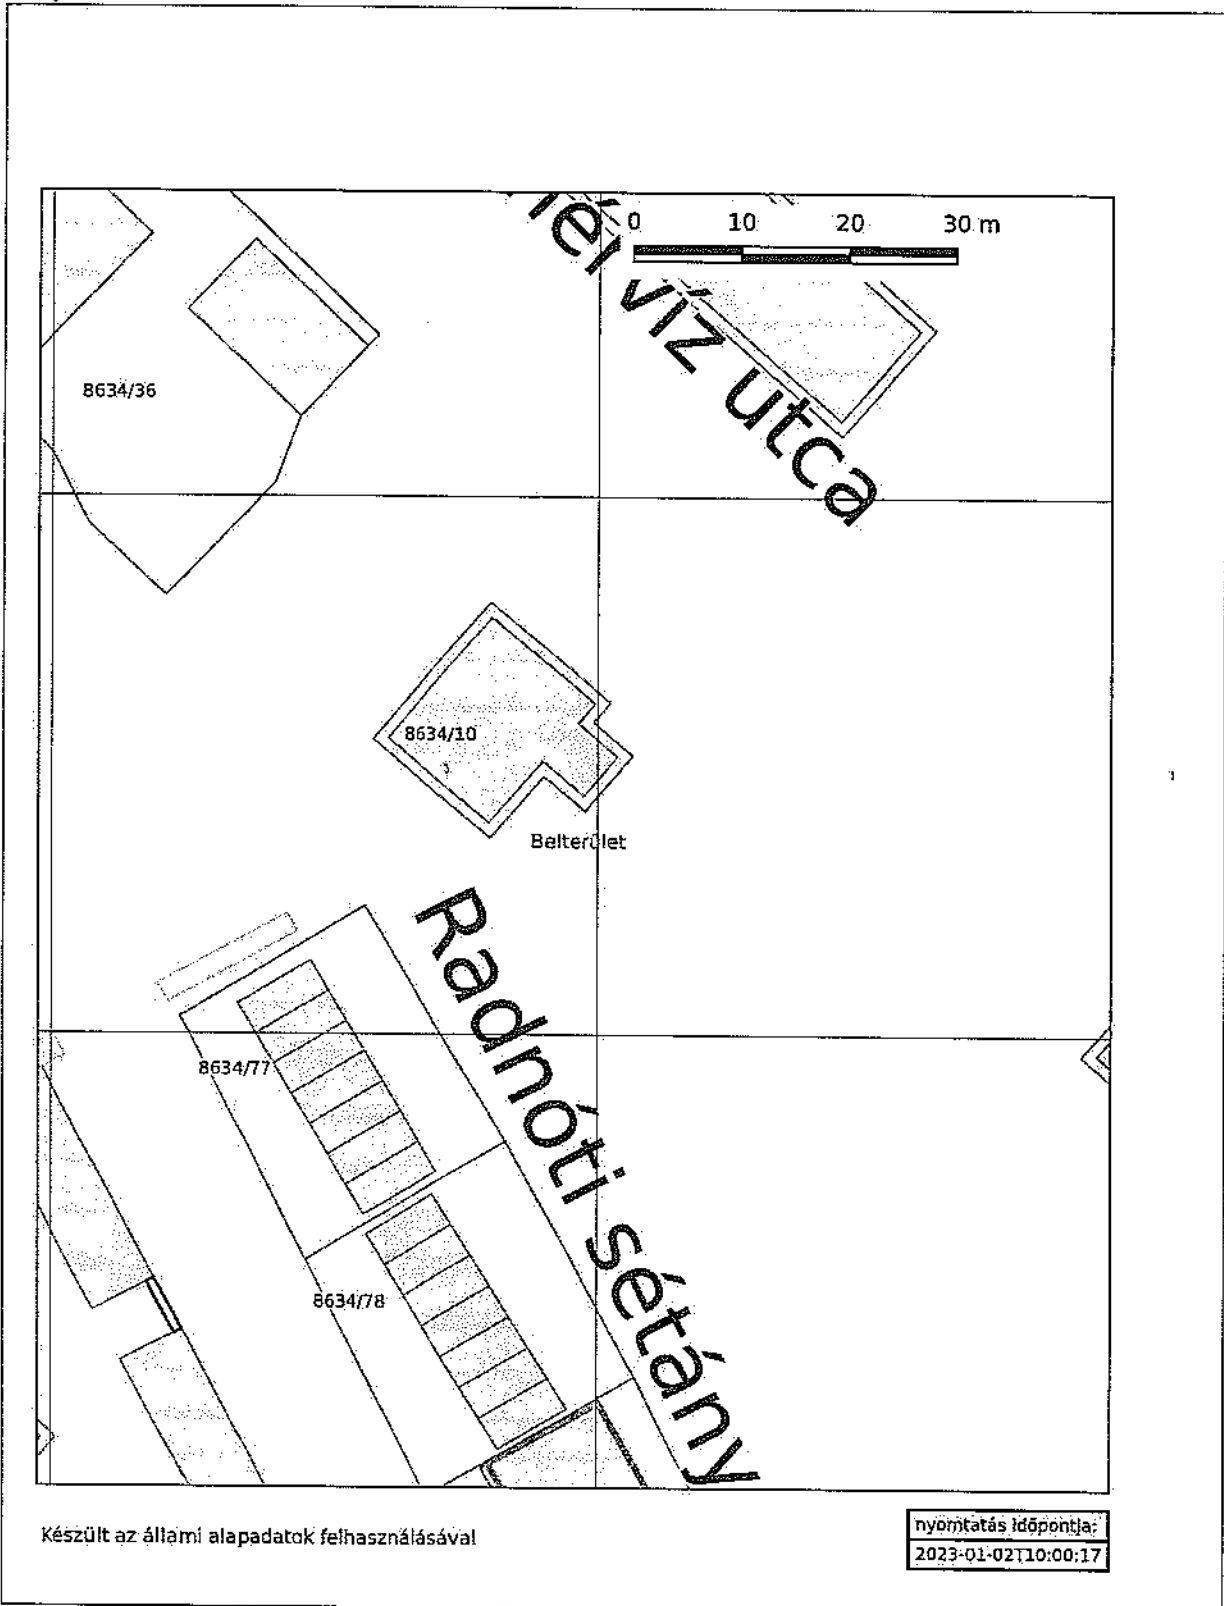 0 10 20 30 m
víz utca
8634/36
8634/10
Belterület
Radnóti sétány
8634/77
8634/78
Készült az állami alapadatok felhasználásával
nyomtatás időpontja:
2023-01-02T10:00:17